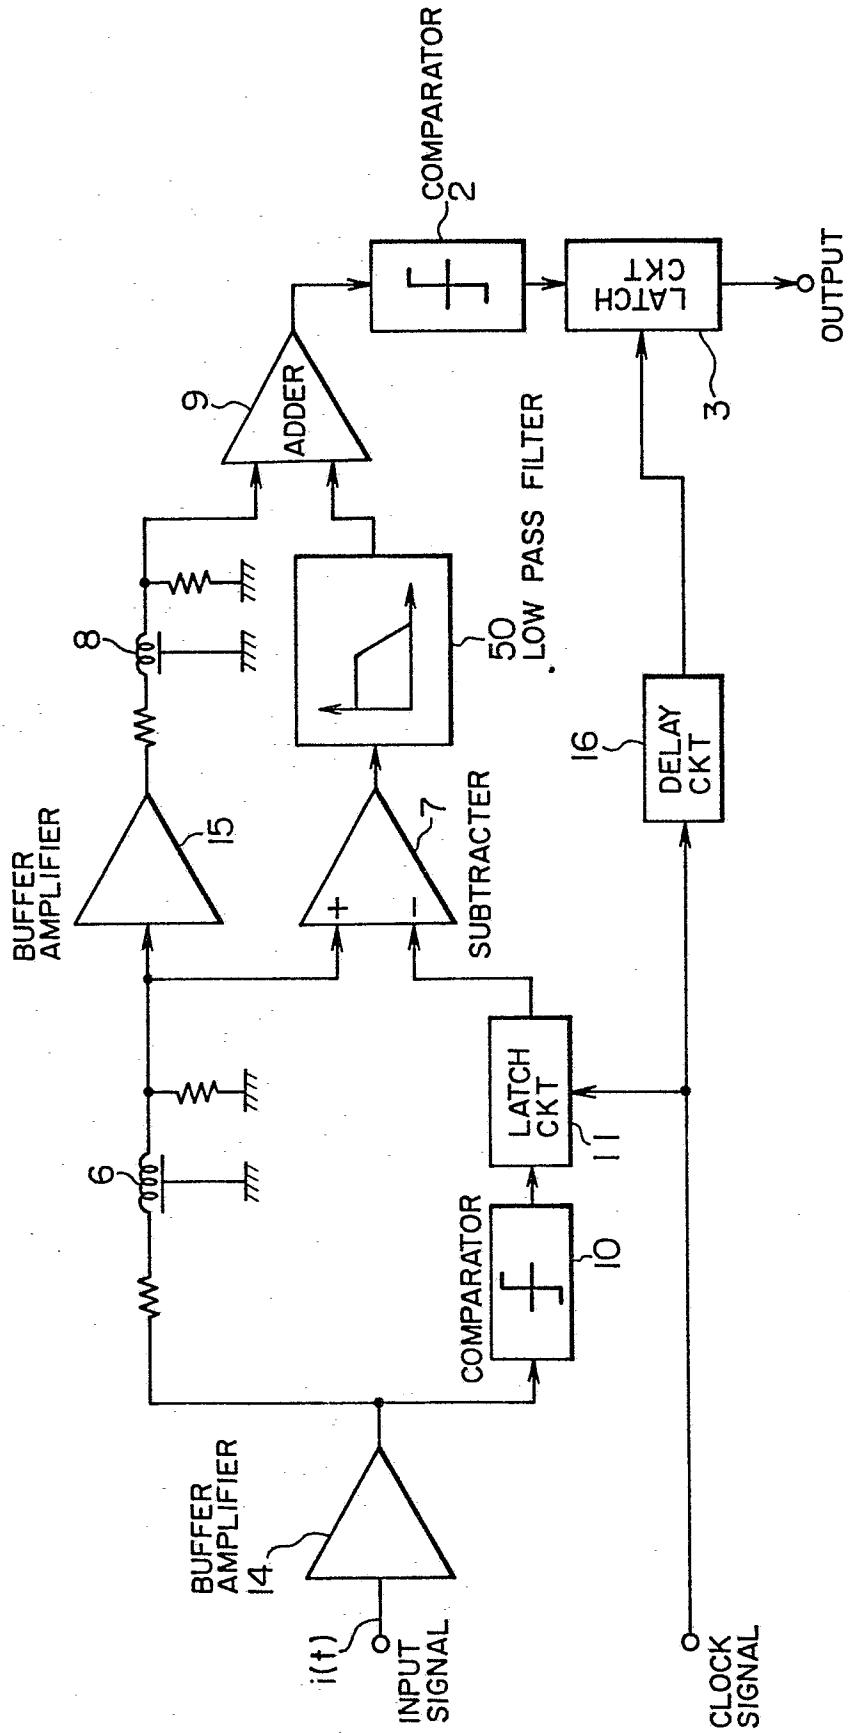 BUFFER
AMPLIFIER
14
i(t)
INPUT
SIGNAL
6
BUFFER
AMPLIFIER
15
8
9
ADDER
COMPARATOR
10
LATCH
CKT
11
+
−
7
SUBTRACTER
50
LOW PASS FILTER
COMPARATOR
2
LATCH
CKT
3
OUTPUT
CLOCK
SIGNAL
16
DELAY
CKT